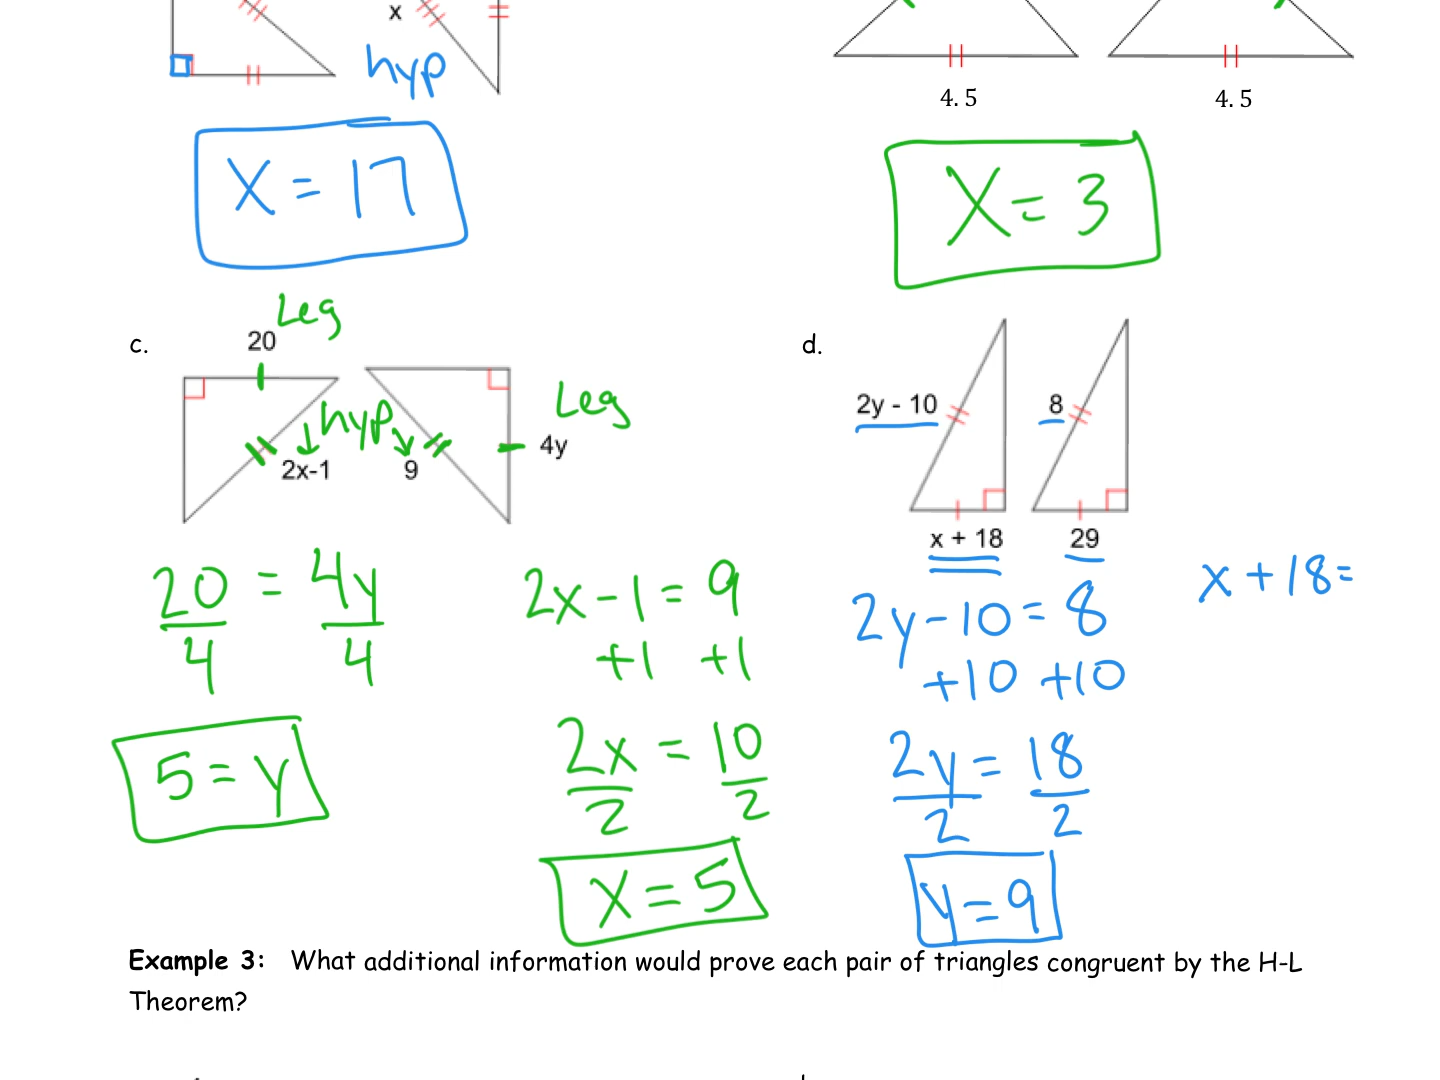 x
hyp
4.5
4.5
X = 17
X = 3
c.
20
Leg
hyp
2x-1
9
Leg
4y
d.
2y - 10
8
x + 18
29
20 = 4y
4 4
5 = y
2x - 1 = 9
+1 +1
2x = 10
2 2
x = 5
2y - 10 = 8
+10 +10
2y = 18
2 2
y = 9
x + 18 =
Example 3: What additional information would prove each pair of triangles congruent by the H-L
Theorem?